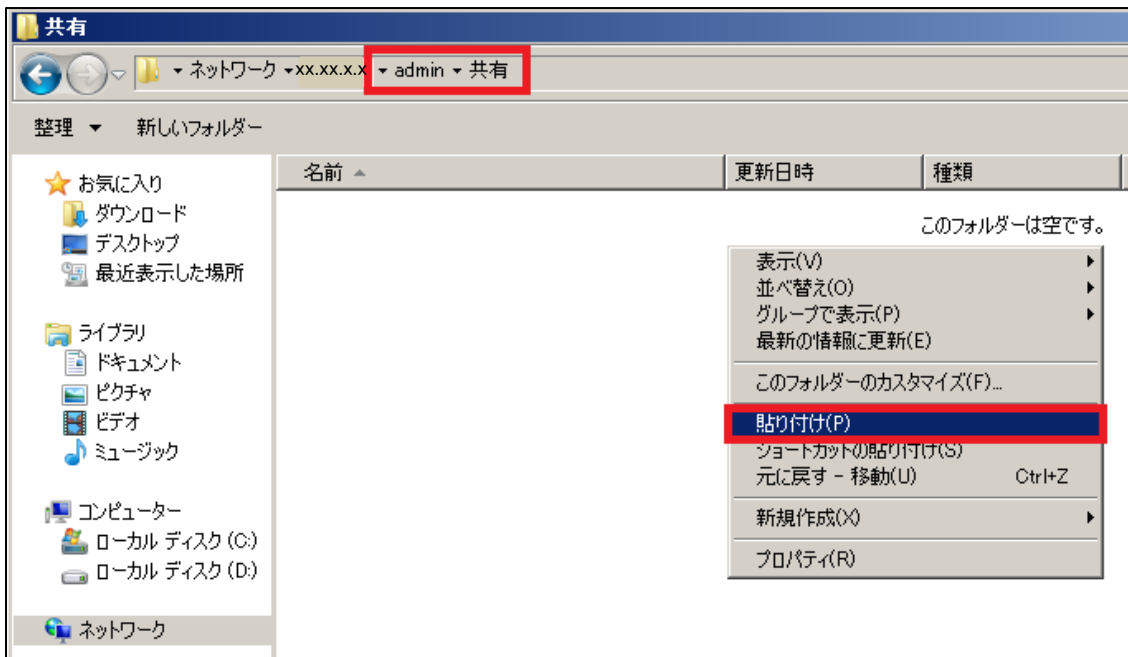 共有
ネットワーク xx.xx.x.x admin 共有
整理 新しいフォルダー
お気に入り
ダウンロード
デスクトップ
最近表示した場所
ライブラリ
ドキュメント
ピクチャ
ビデオ
ミュージック
コンピューター
ローカル ディスク (C:)
ローカル ディスク (D:)
ネットワーク
名前 更新日時 種類
このフォルダーは空です。
表示(V)
並べ替え(O)
グループで表示(P)
最新の情報に更新(E)
このフォルダーのカスタマイズ(F)...
貼り付け(P)
ショートカットの貼り付け(S)
元に戻す - 移動(U) Ctrl+Z
新規作成(X)
プロパティ(R)